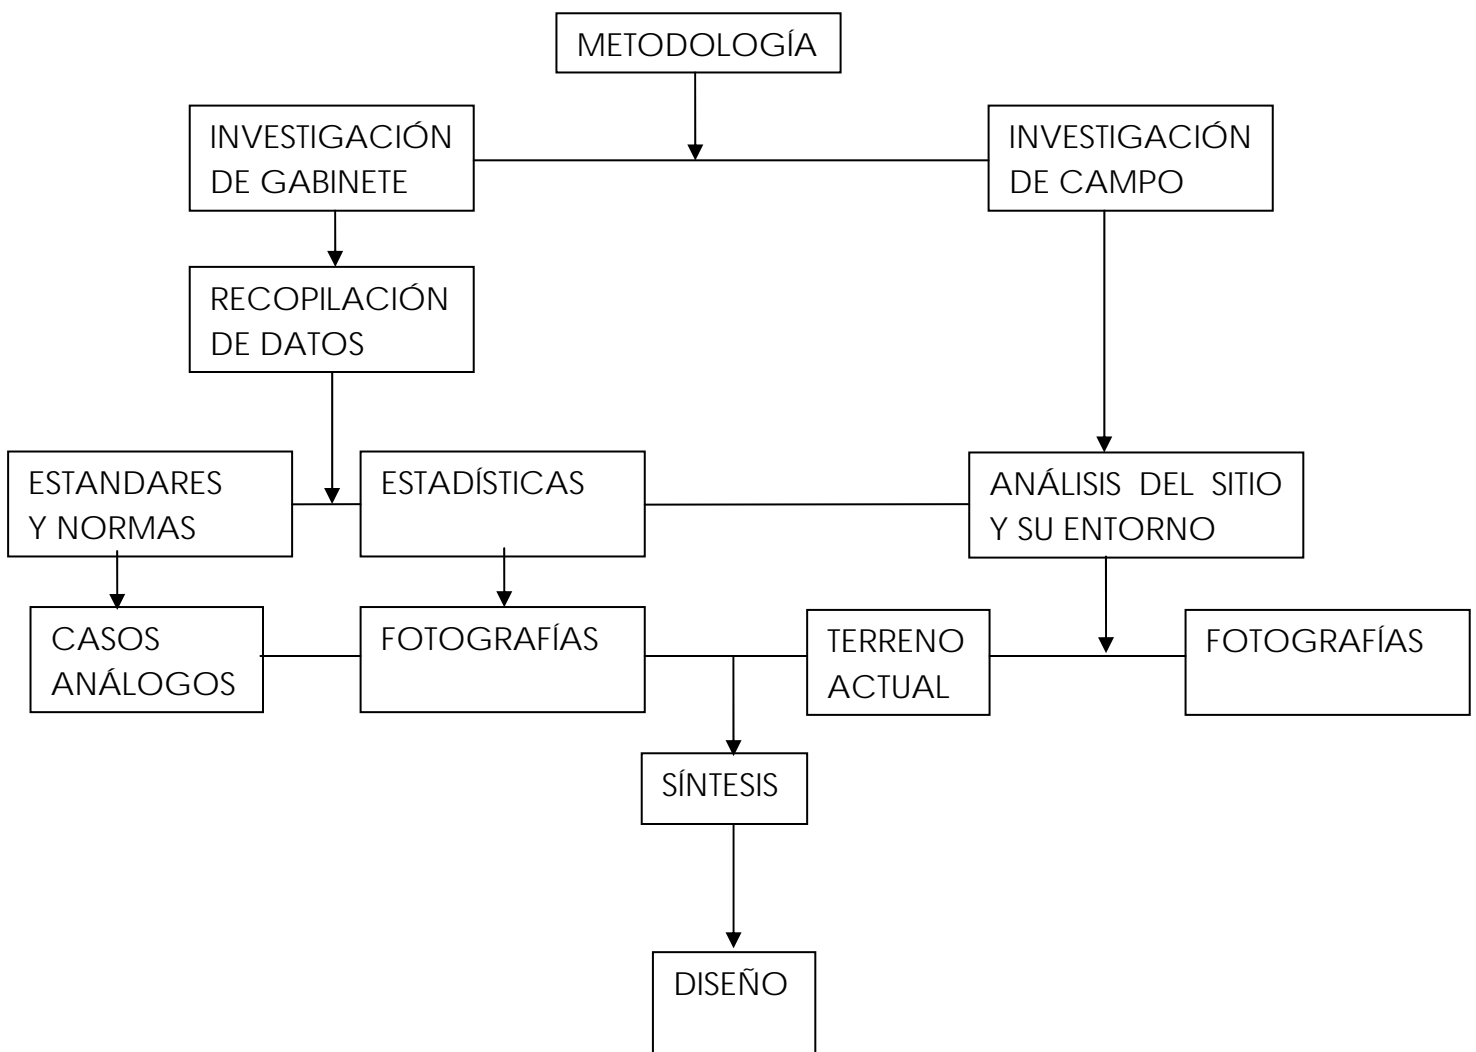 METODOLOGÍA
INVESTIGACIÓN
DE GABINETE
INVESTIGACIÓN
DE CAMPO
RECOPILACIÓN
DE DATOS
ESTANDARES
Y NORMAS
ESTADÍSTICAS
ANÁLISIS DEL SITIO
Y SU ENTORNO
CASOS
ANÁLOGOS
FOTOGRAFÍAS
TERRENO
ACTUAL
FOTOGRAFÍAS
SÍNTESIS
DISEÑO